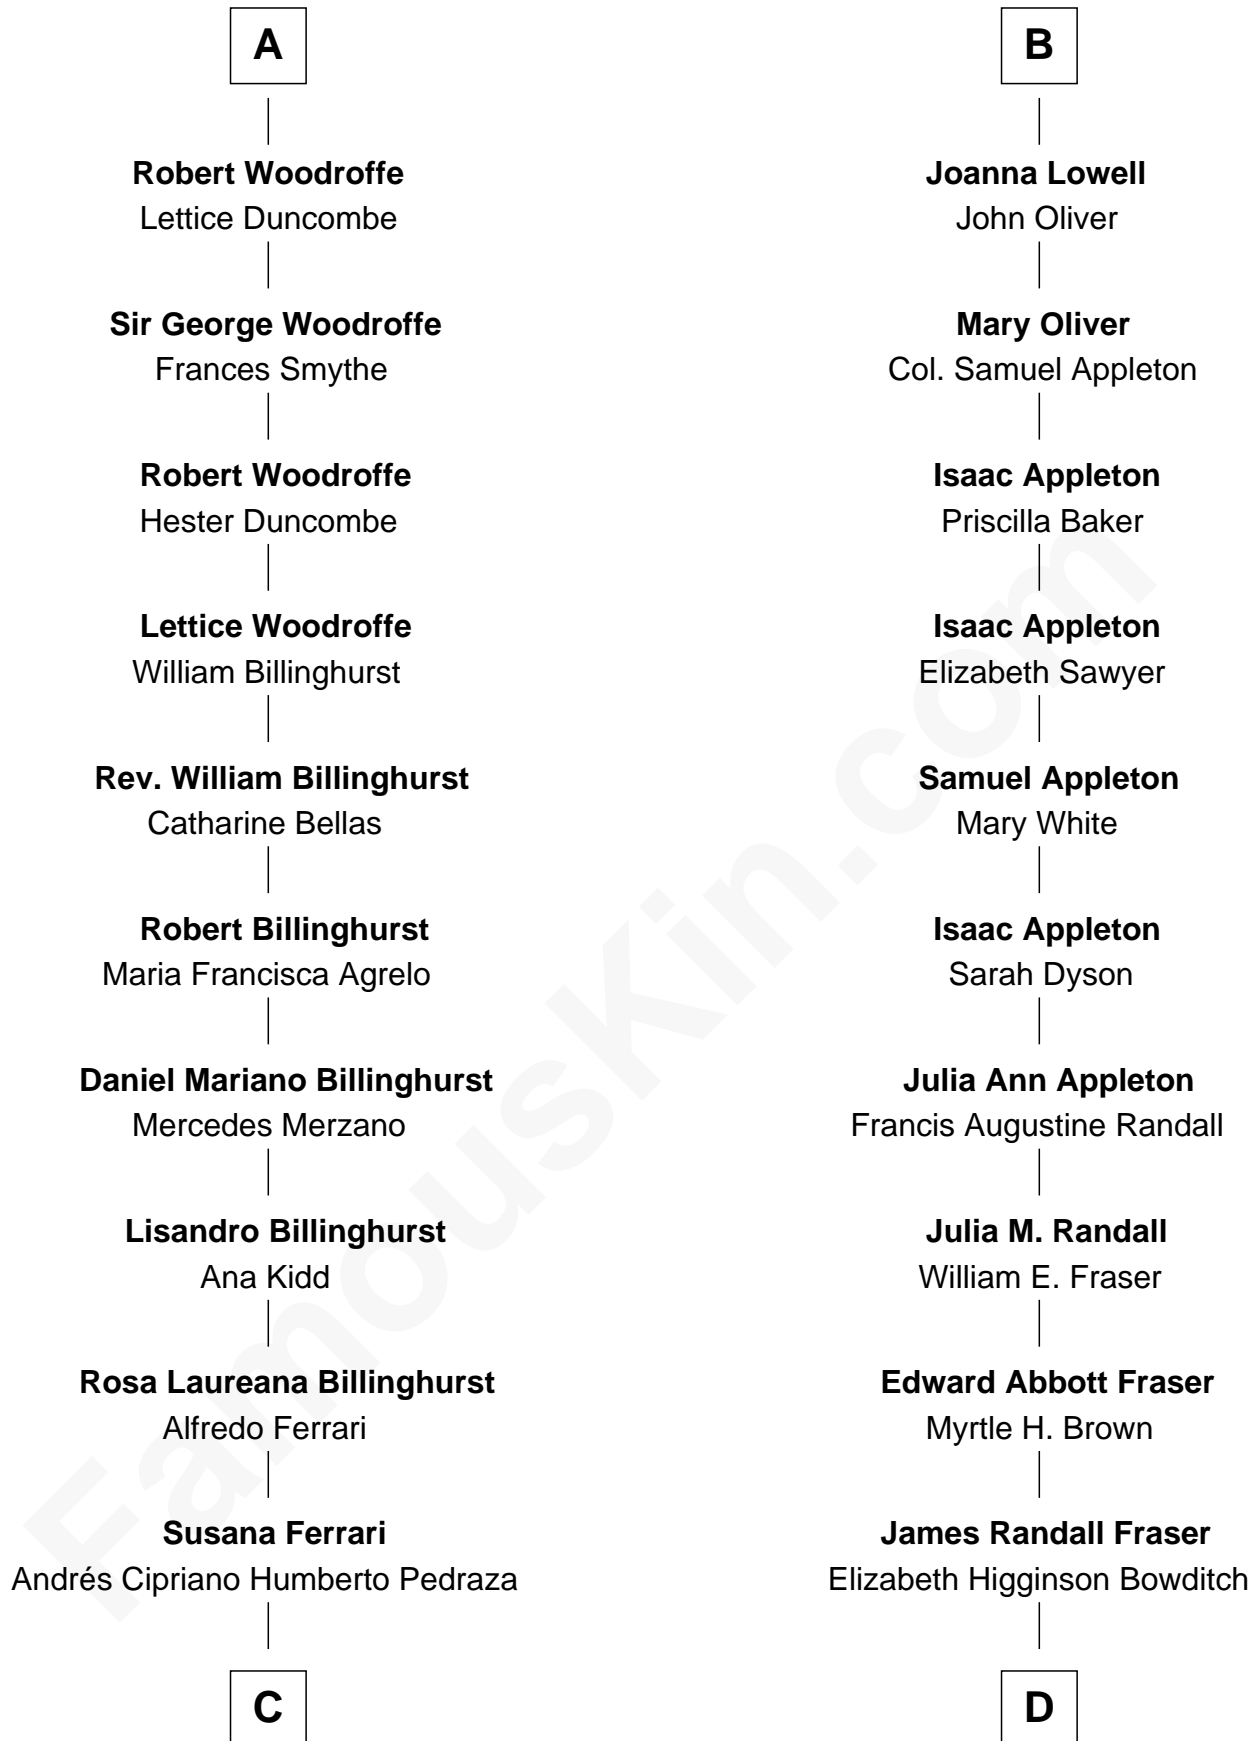 A
Robert Woodroffe
Lettice Duncombe
Sir George Woodroffe
Frances Smythe
Robert Woodroffe
Hester Duncombe
Lettice Woodroffe
William Billinghurst
Rev. William Billinghurst
Catharine Bellas
Robert Billinghurst
Maria Francisca Agrelo
Daniel Mariano Billinghurst
Mercedes Merzano
Lisandro Billinghurst
Ana Kidd
Rosa Laureana Billinghurst
Alfredo Ferrari
Susana Ferrari
Andrés Cipriano Humberto Pedraza
C
B
Joanna Lowell
John Oliver
Mary Oliver
Col. Samuel Appleton
Isaac Appleton
Priscilla Baker
Isaac Appleton
Elizabeth Sawyer
Samuel Appleton
Mary White
Isaac Appleton
Sarah Dyson
Julia Ann Appleton
Francis Augustine Randall
Julia M. Randall
William E. Fraser
Edward Abbott Fraser
Myrtle H. Brown
James Randall Fraser
Elizabeth Higginson Bowditch
D
FamousKin.com